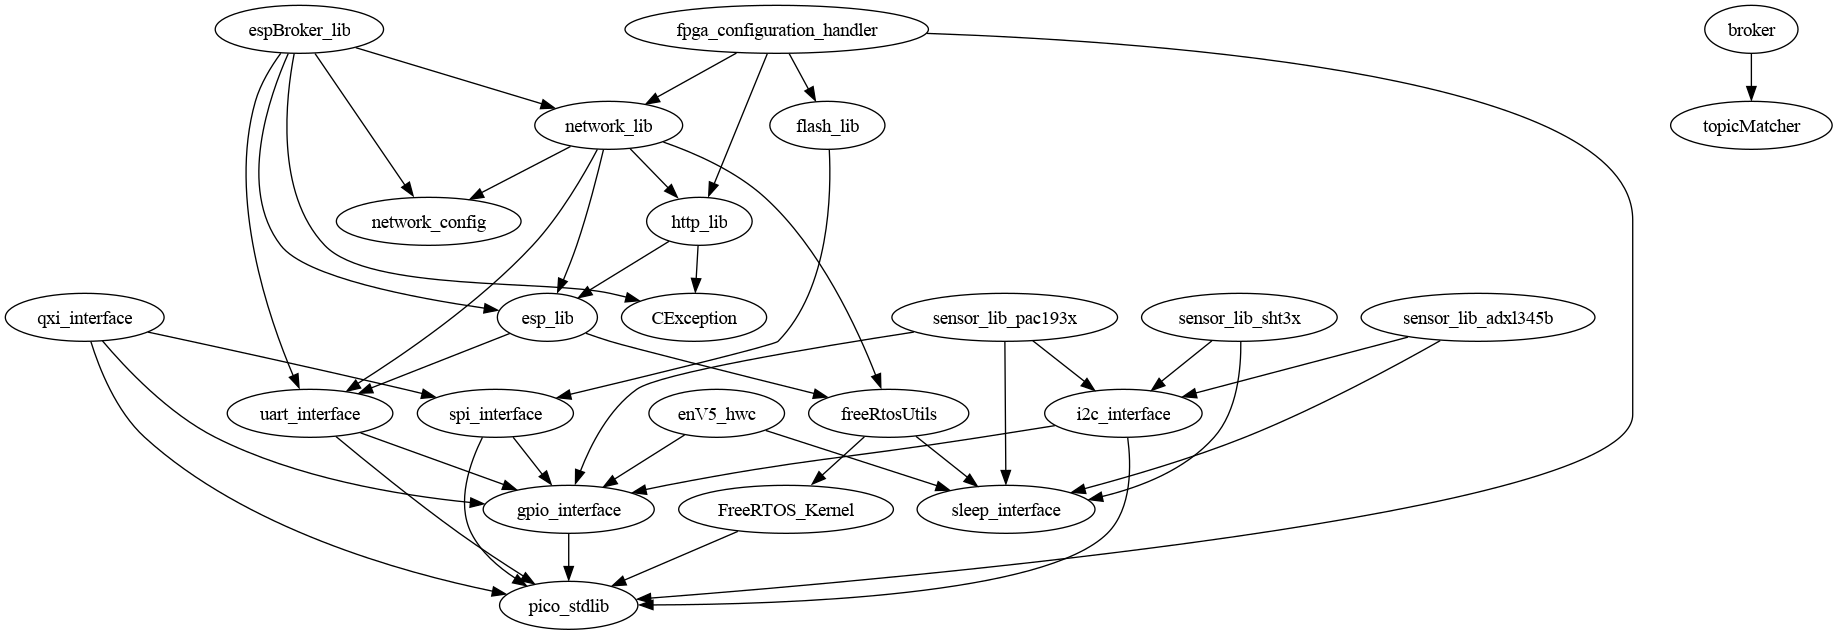 espBroker_lib
fpga_configuration_handler
broker
network_lib
flash_lib
topicMatcher
network_config
http_lib
qxi_interface
esp_lib
CException
sensor_lib_pac193x
sensor_lib_sht3x
sensor_lib_adxl345b
uart_interface
spi_interface
enV5_hwc
freeRtosUtils
i2c_interface
gpio_interface
FreeRTOS_Kernel
sleep_interface
pico_stdlib